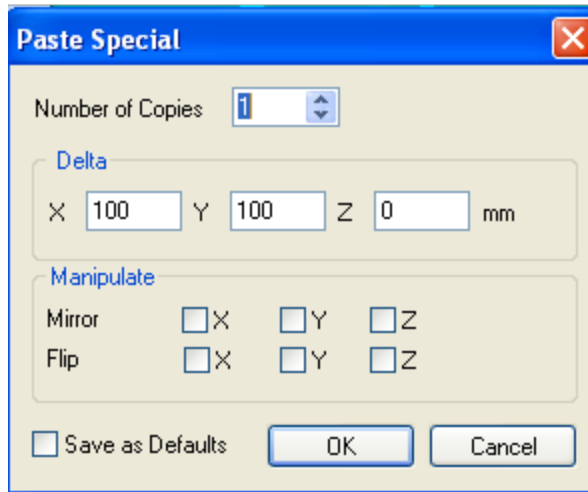 Paste Special
Number of Copies 1
Delta
X 100 Y 100 Z 0 mm
Manipulate
Mirror X Y Z
Flip X Y Z
Save as Defaults OK Cancel